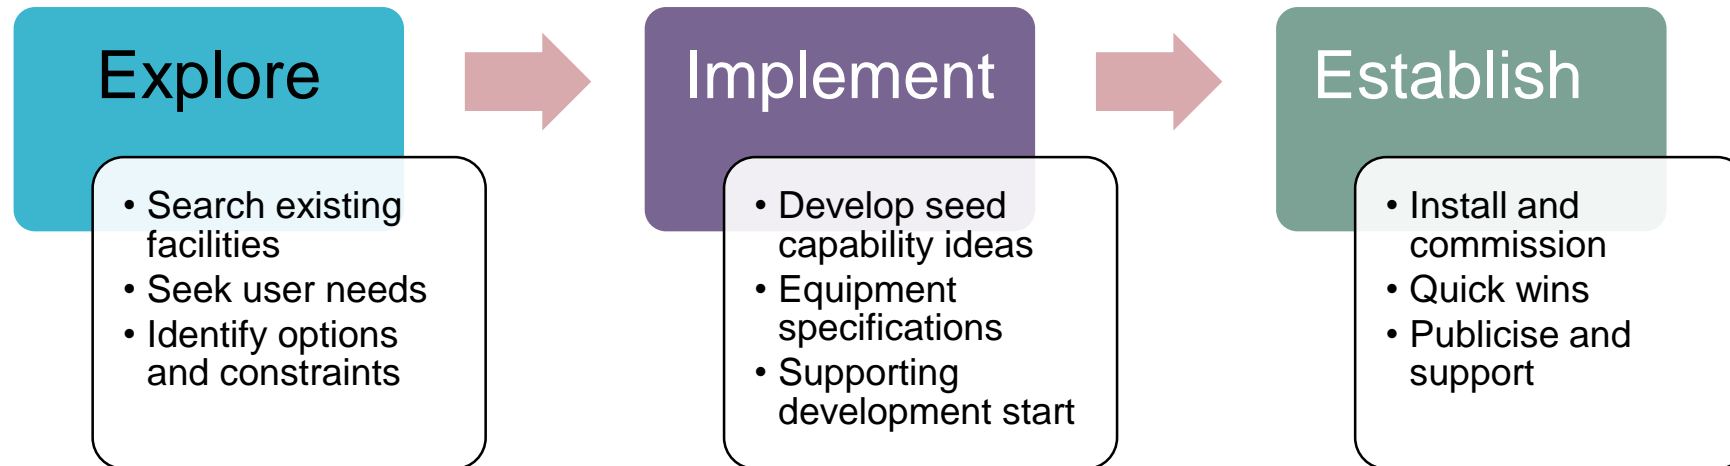 Explore
• Search existing
facilities
• Seek user needs
• Identify options
and constraints
Implement
• Develop seed
capability ideas
• Equipment
specifications
• Supporting
development start
Establish
• Install and
commission
• Quick wins
• Publicise and
support